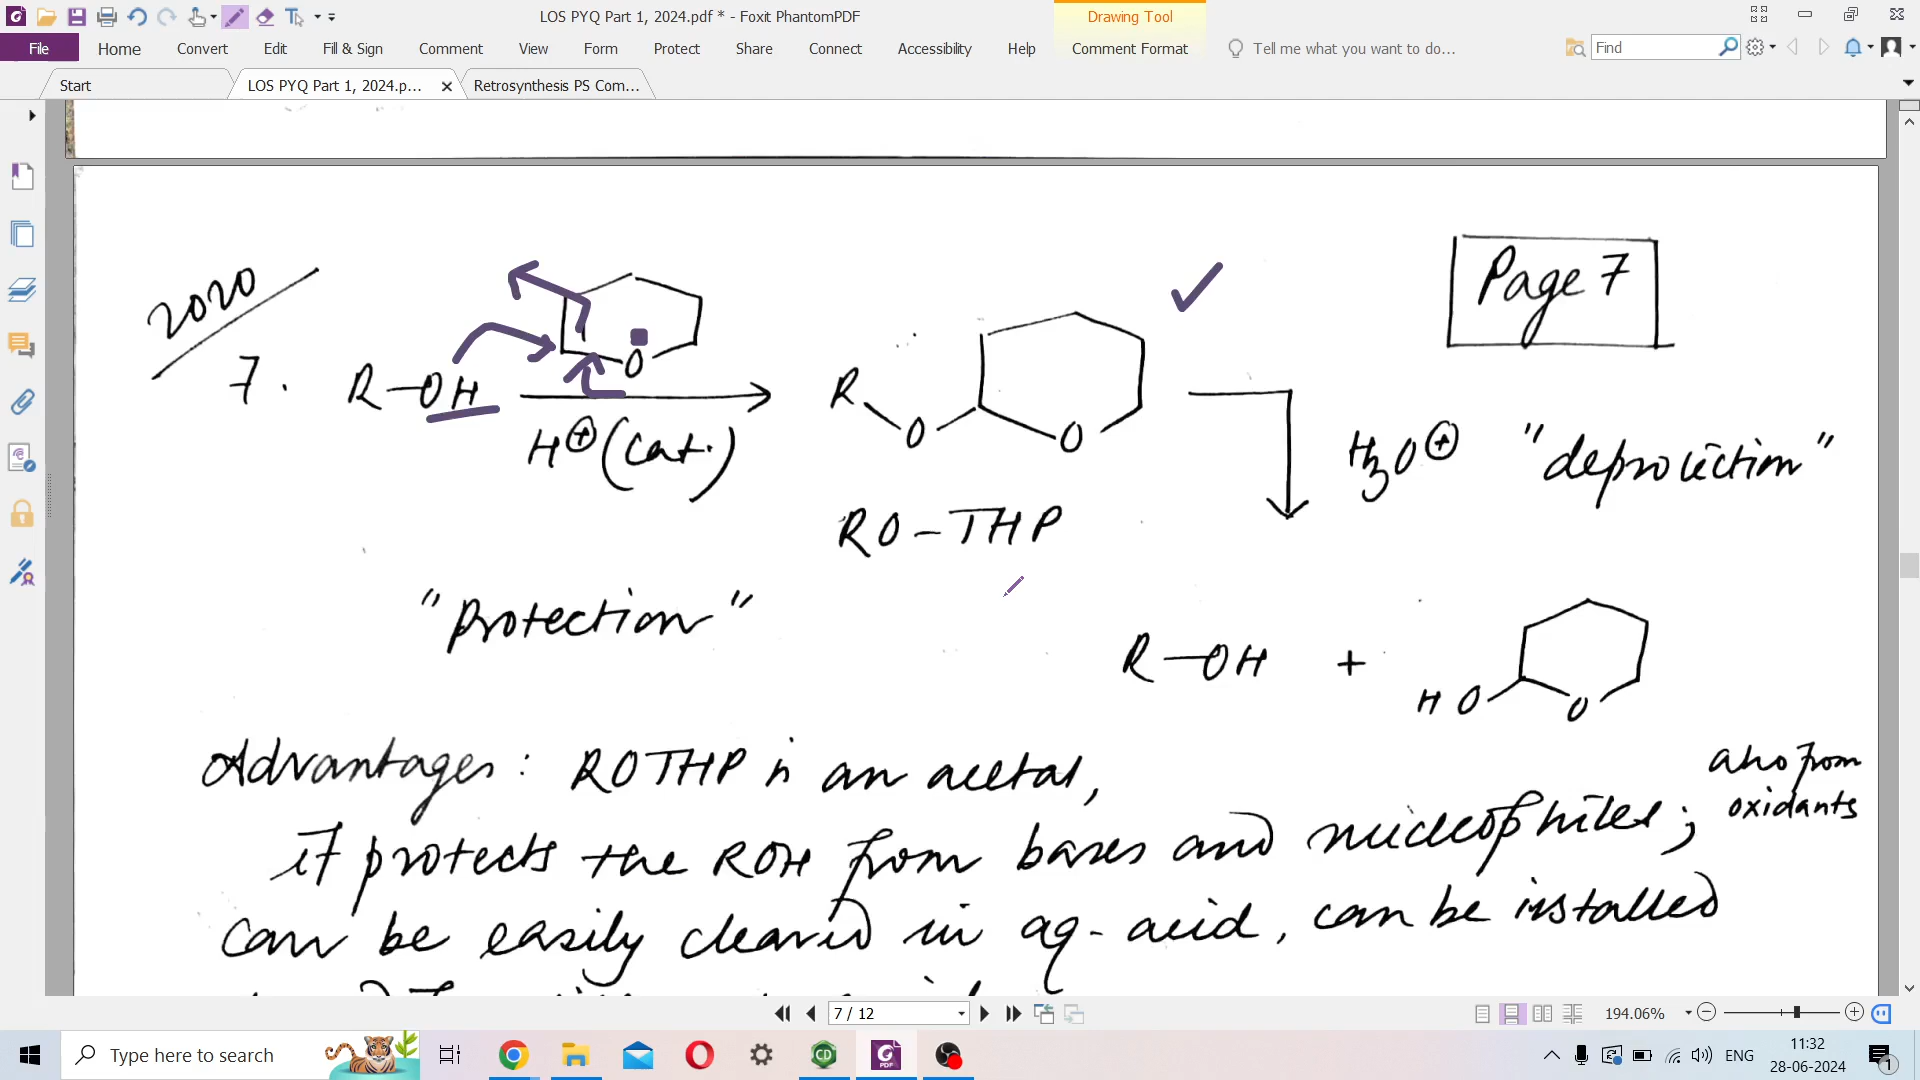 LOS PYQ Part 1, 2024.pdf * - Foxit PhantomPDF
Drawing Tool
File Home Convert Edit Fill & Sign Comment View Form Protect Share Connect Accessibility Help Comment Format Tell me what you want to do... Find
Start LOS PYQ Part 1, 2024.p... Retrosynthesis PS Com...
2020
Page 7
7. R-OH O H⊕(cat.)
R O O
H3O⊕ "deprotection"
RO-THP
"protection"
R-OH + HO O
Advantages: ROTHP is an acetal,
also from
oxidants
it protects the ROH from bases and nucleophiles;
can be easily cleaved in aq. acid, can be installed
7 / 12
194.06%
Type here to search
CD
PDF
ENG
11:32
28-06-2024
1